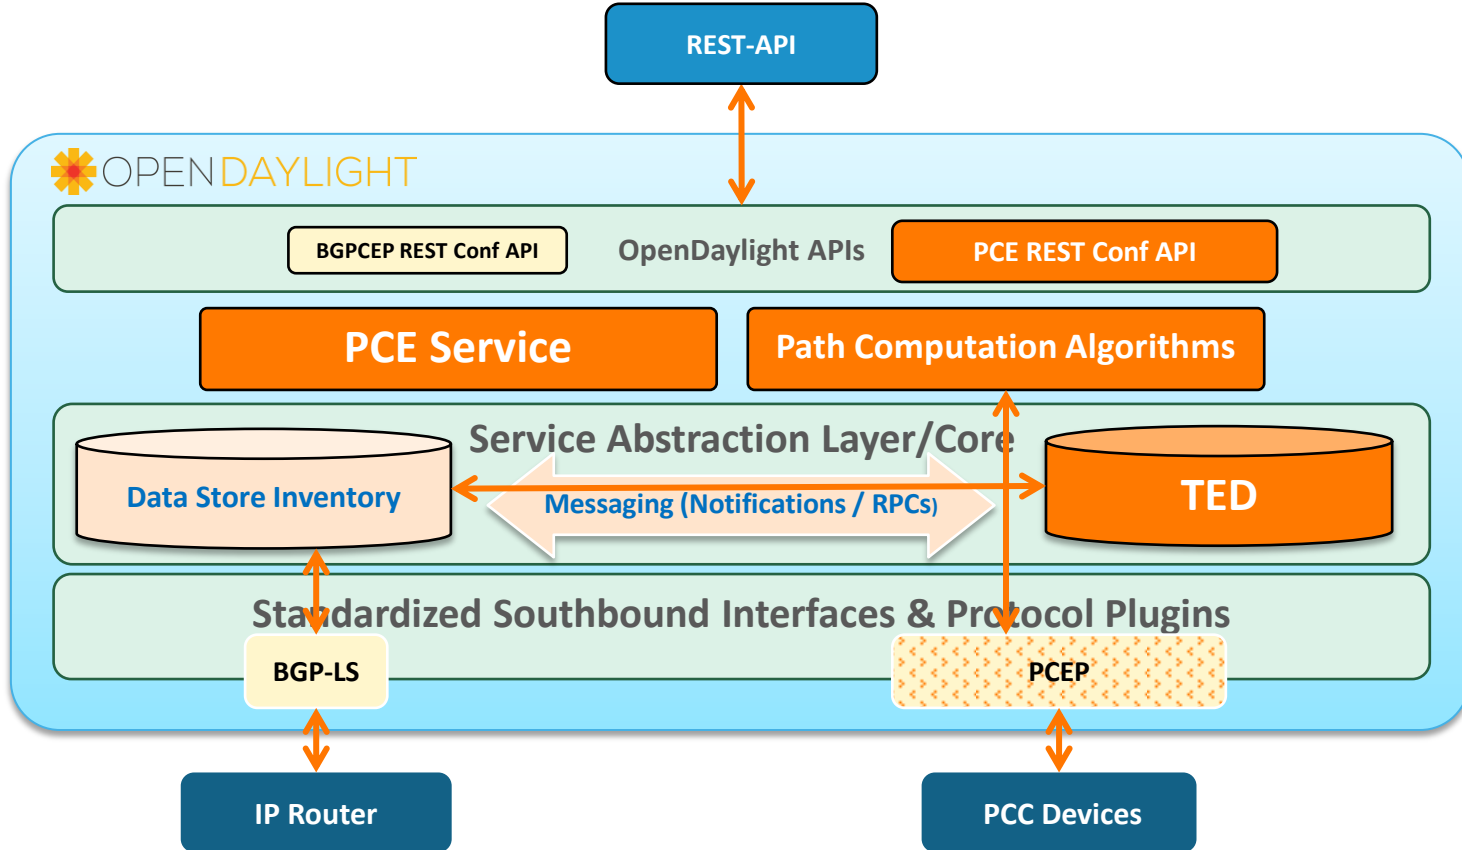 REST-API
OPENDAYLIGHT
BGPCEP REST Conf API
OpenDaylight APIs
PCE REST Conf API
PCE Service
Path Computation Algorithms
Service Abstraction Layer/Core
Data Store Inventory
Messaging (Notifications / RPCs)
TED
Standardized Southbound Interfaces & Protocol Plugins
BGP-LS
PCEP
IP Router
PCC Devices